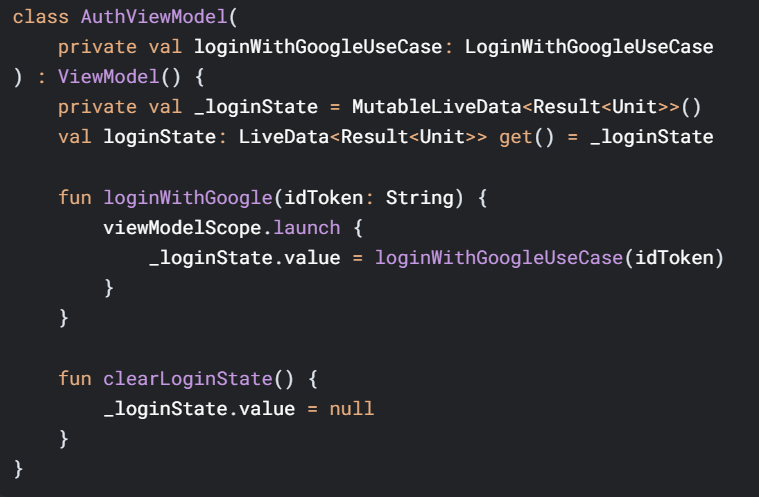 class AuthViewModel(
    private val loginWithGoogleUseCase: LoginWithGoogleUseCase
) : ViewModel() {
    private val _loginState = MutableLiveData<Result<Unit>>()
    val loginState: LiveData<Result<Unit>> get() = _loginState

    fun loginWithGoogle(idToken: String) {
        viewModelScope.launch {
            _loginState.value = loginWithGoogleUseCase(idToken)
        }
    }

    fun clearLoginState() {
        _loginState.value = null
    }
}